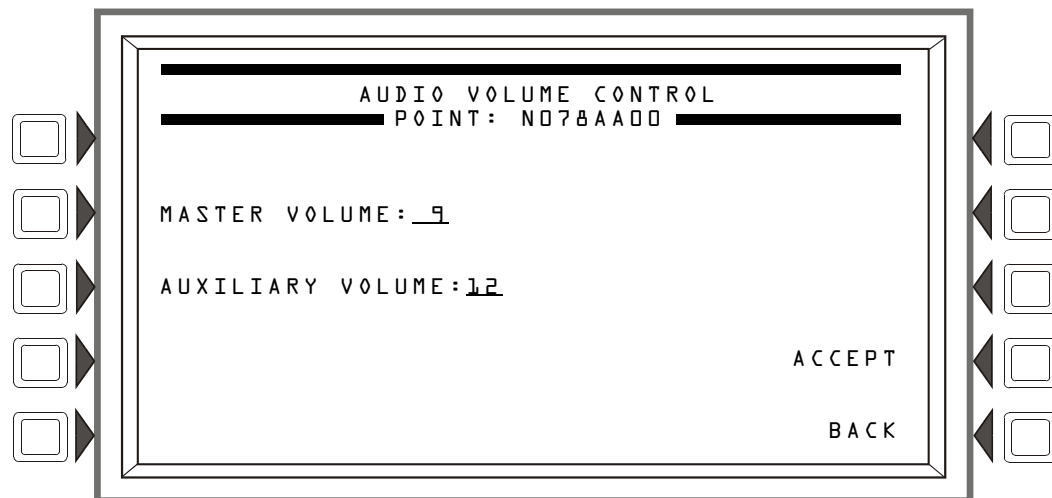 AUDIO VOLUME CONTROL
POINT: N078AA00
MASTER VOLUME: 9
AUXILIARY VOLUME:12
ACCEPT
BACK